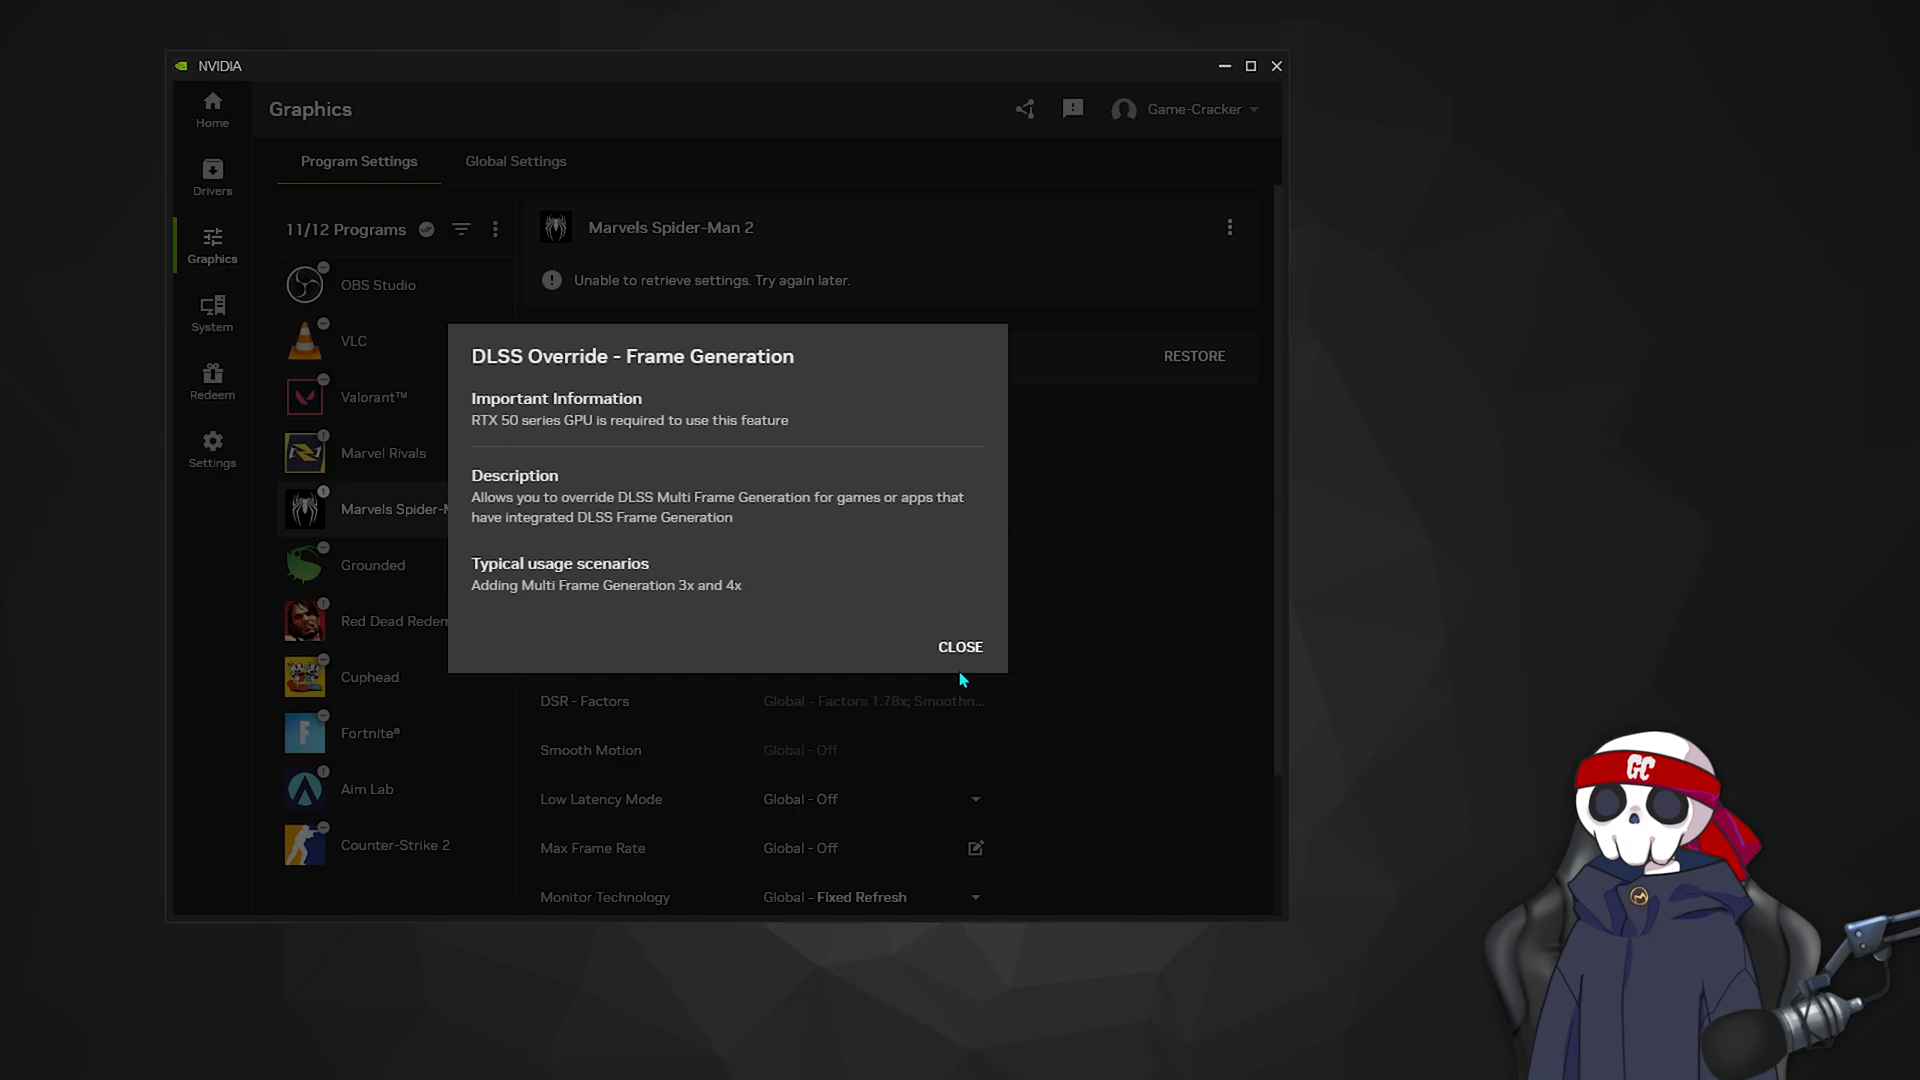 NVIDIA
Home
Drivers
Graphics
System
Redeem
Settings
Graphics
Game-Cracker
Program Settings
Global Settings
11/12 Programs
OBS Studio
VLC
Valorant™
Marvel Rivals
Marvels Spider-M
Grounded
Red Dead Redem
Cuphead
Fortnite®
Aim Lab
Counter-Strike 2
Marvels Spider-Man 2
Unable to retrieve settings. Try again later.
RESTORE
DLSS Override - Frame Generation
Important Information
RTX 50 series GPU is required to use this feature
Description
Allows you to override DLSS Multi Frame Generation for games or apps that
have integrated DLSS Frame Generation
Typical usage scenarios
Adding Multi Frame Generation 3x and 4x
CLOSE
DSR - Factors Global - Factors 1.78x; Smoothn...
Smooth Motion Global - Off
Low Latency Mode Global - Off
Max Frame Rate Global - Off
Monitor Technology Global - Fixed Refresh
GC